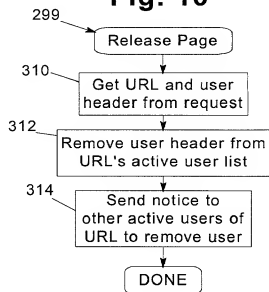 Fig. 10
299
Release Page
310
Get URL and user
header from request
312
Remove user header from
URL's active user list
314
Send notice to
other active users of
URL to remove user
DONE